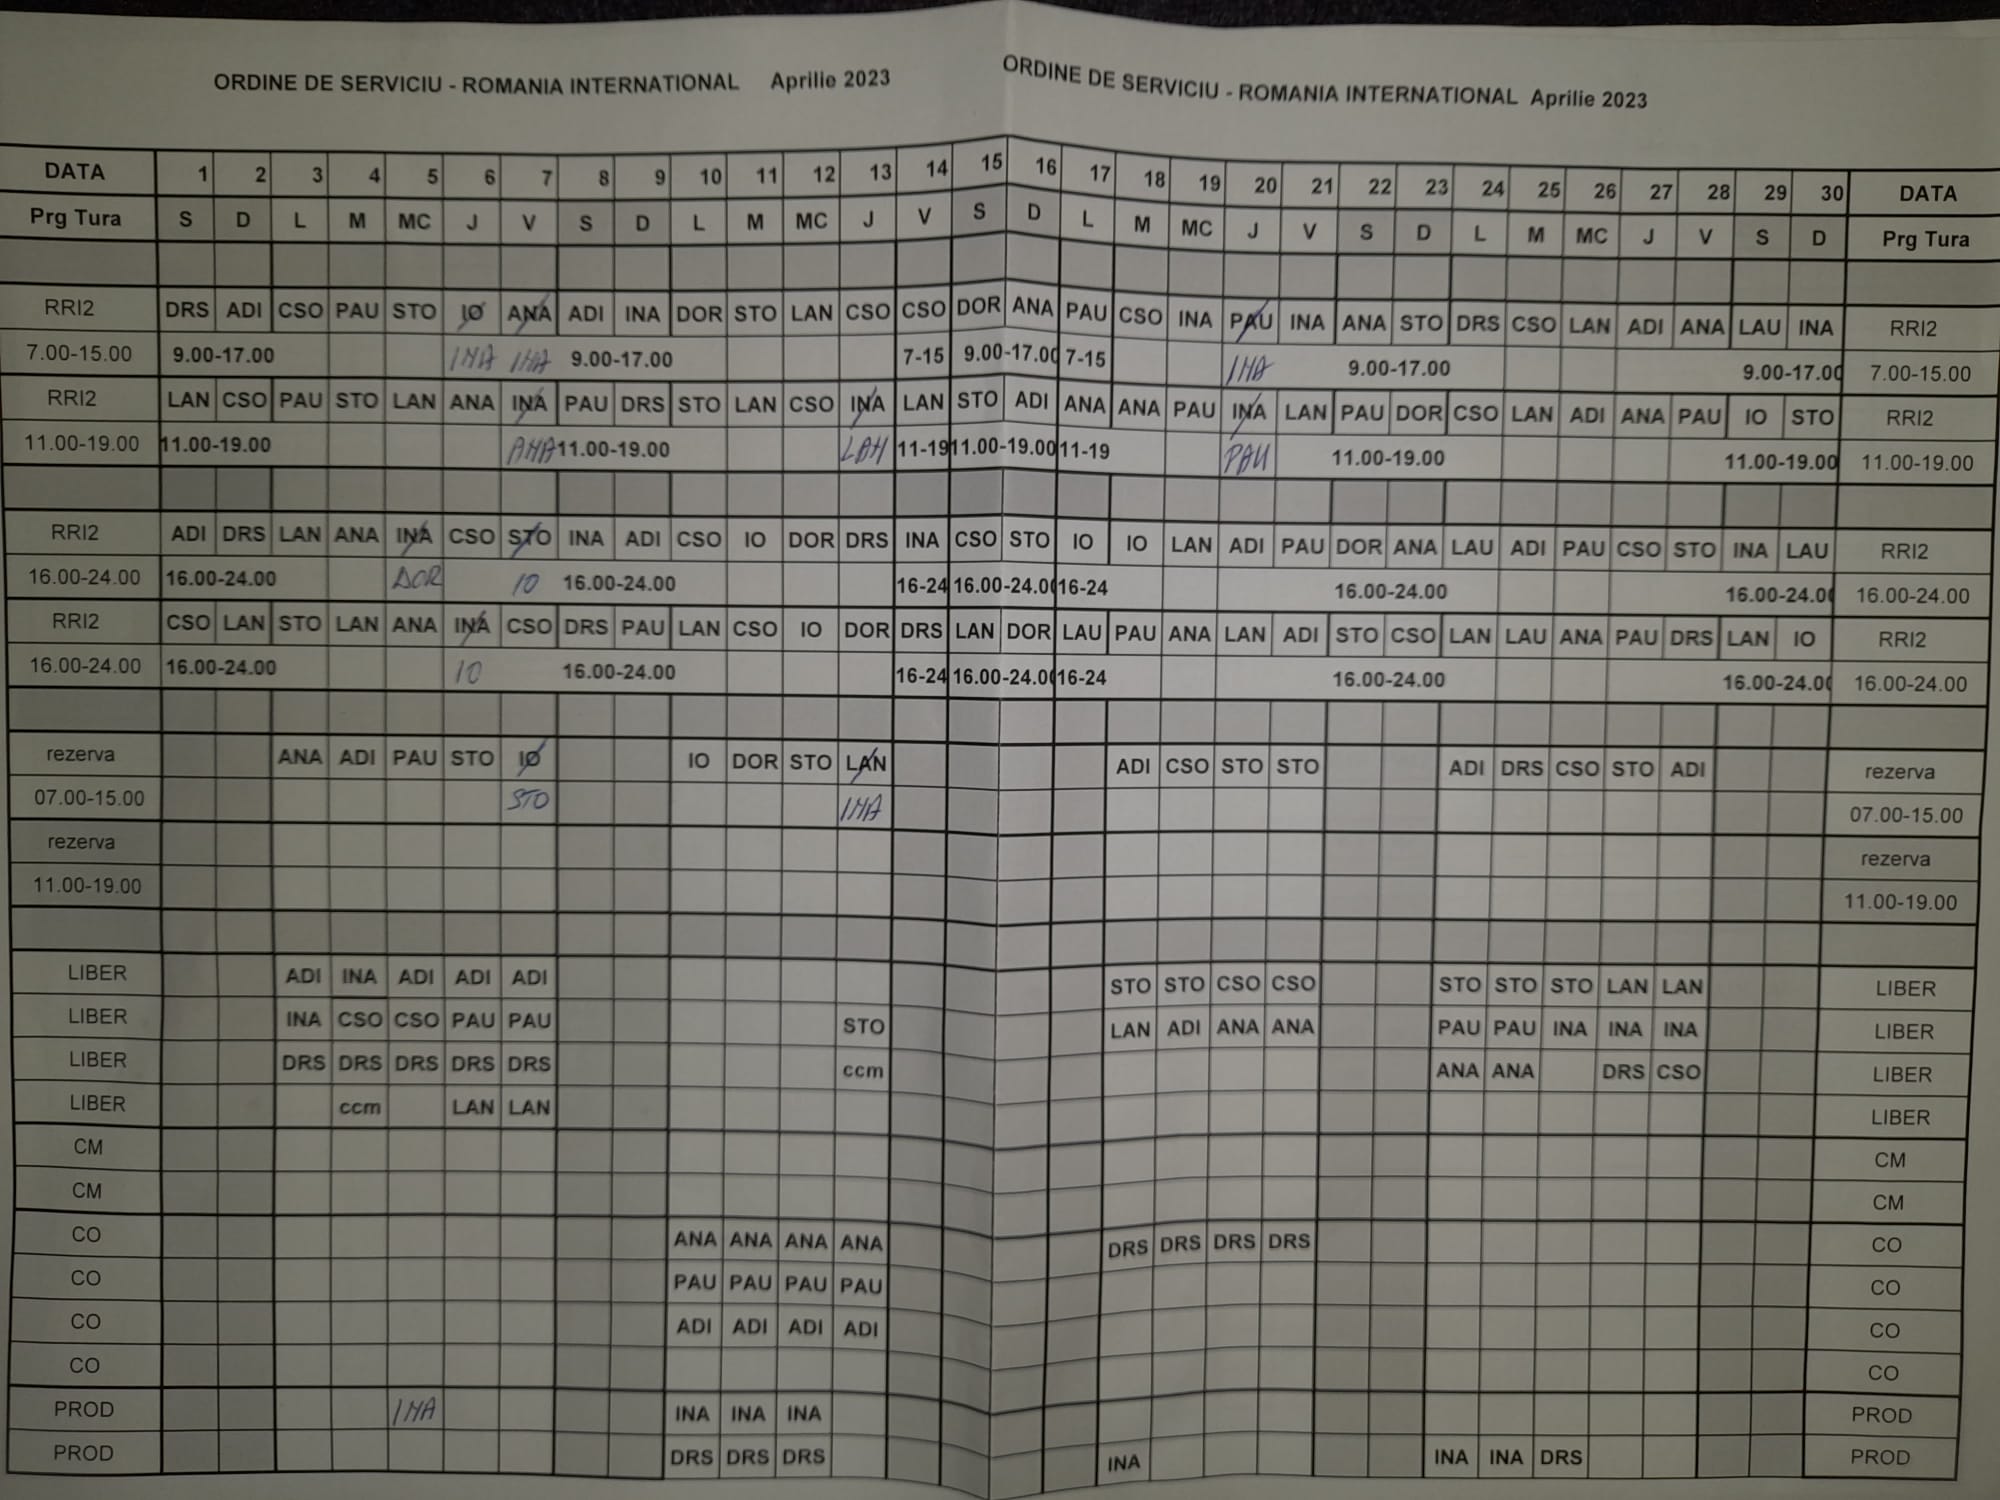 ORDINE DE SERVICIU - ROMANIA INTERNATIONAL Aprilie 2023 ORDINE DE SERVICIU - ROMANIA INTERNATIONAL Aprilie 2023
DATA 1 2 3 4 5 6 7 8 9 10 11 12 13 14 15 16 17 18 19 20 21 22 23 24 25 26 27 28 29 30 DATA
Prg Tura S D L M MC J V S D L M MC J V S D L M MC J V S D L M MC J V S D Prg Tura
RRI2 DRS ADI CSO PAU STO IO ANA ADI INA DOR STO LAN CSO CSO DOR ANA PAU CSO INA PAU INA ANA STO DRS CSO LAN ADI ANA LAU INA RRI2
7.00-15.00 9.00-17.00 INA INA 9.00-17.00 7-15 9.00-17.00 7-15 INA 9.00-17.00 9.00-17.00 7.00-15.00
RRI2 LAN CSO PAU STO LAN ANA INA PAU DRS STO LAN CSO INA LAN STO ADI ANA ANA PAU INA LAN PAU DOR CSO LAN ADI ANA PAU IO STO RRI2
11.00-19.00 11.00-19.00 ANA 11.00-19.00 LAN 11-19 11.00-19.00 11-19 PAU 11.00-19.00 11.00-19.00 11.00-19.00
RRI2 ADI DRS LAN ANA INA CSO STO INA ADI CSO IO DOR DRS INA CSO STO IO IO LAN ADI PAU DOR ANA LAU ADI PAU CSO STO INA LAU RRI2
16.00-24.00 16.00-24.00 DOR IO 16.00-24.00 16-24 16.00-24.00 16-24 16.00-24.00 16.00-24.00 16.00-24.00
RRI2 CSO LAN STO LAN ANA INA CSO DRS PAU LAN CSO IO DOR DRS LAN DOR LAU PAU ANA LAN ADI STO CSO LAN LAU ANA PAU DRS LAN IO RRI2
16.00-24.00 16.00-24.00 IO 16.00-24.00 16-24 16.00-24.00 16-24 16.00-24.00 16.00-24.00 16.00-24.00
rezerva ANA ADI PAU STO IO IO DOR STO LAN ADI CSO STO STO ADI DRS CSO STO ADI rezerva
07.00-15.00 STO INA 07.00-15.00
rezerva rezerva
11.00-19.00 11.00-19.00
LIBER ADI INA ADI ADI ADI STO STO CSO CSO STO STO STO LAN LAN LIBER
LIBER INA CSO CSO PAU PAU STO LAN ADI ANA ANA PAU PAU INA INA INA LIBER
LIBER DRS DRS DRS DRS DRS ccm ANA ANA DRS CSO LIBER
LIBER ccm LAN LAN LIBER
CM CM
CM CM
CO ANA ANA ANA ANA DRS DRS DRS DRS CO
CO PAU PAU PAU PAU CO
CO ADI ADI ADI ADI CO
CO CO
PROD INA INA INA INA PROD
PROD DRS DRS DRS INA INA INA DRS PROD